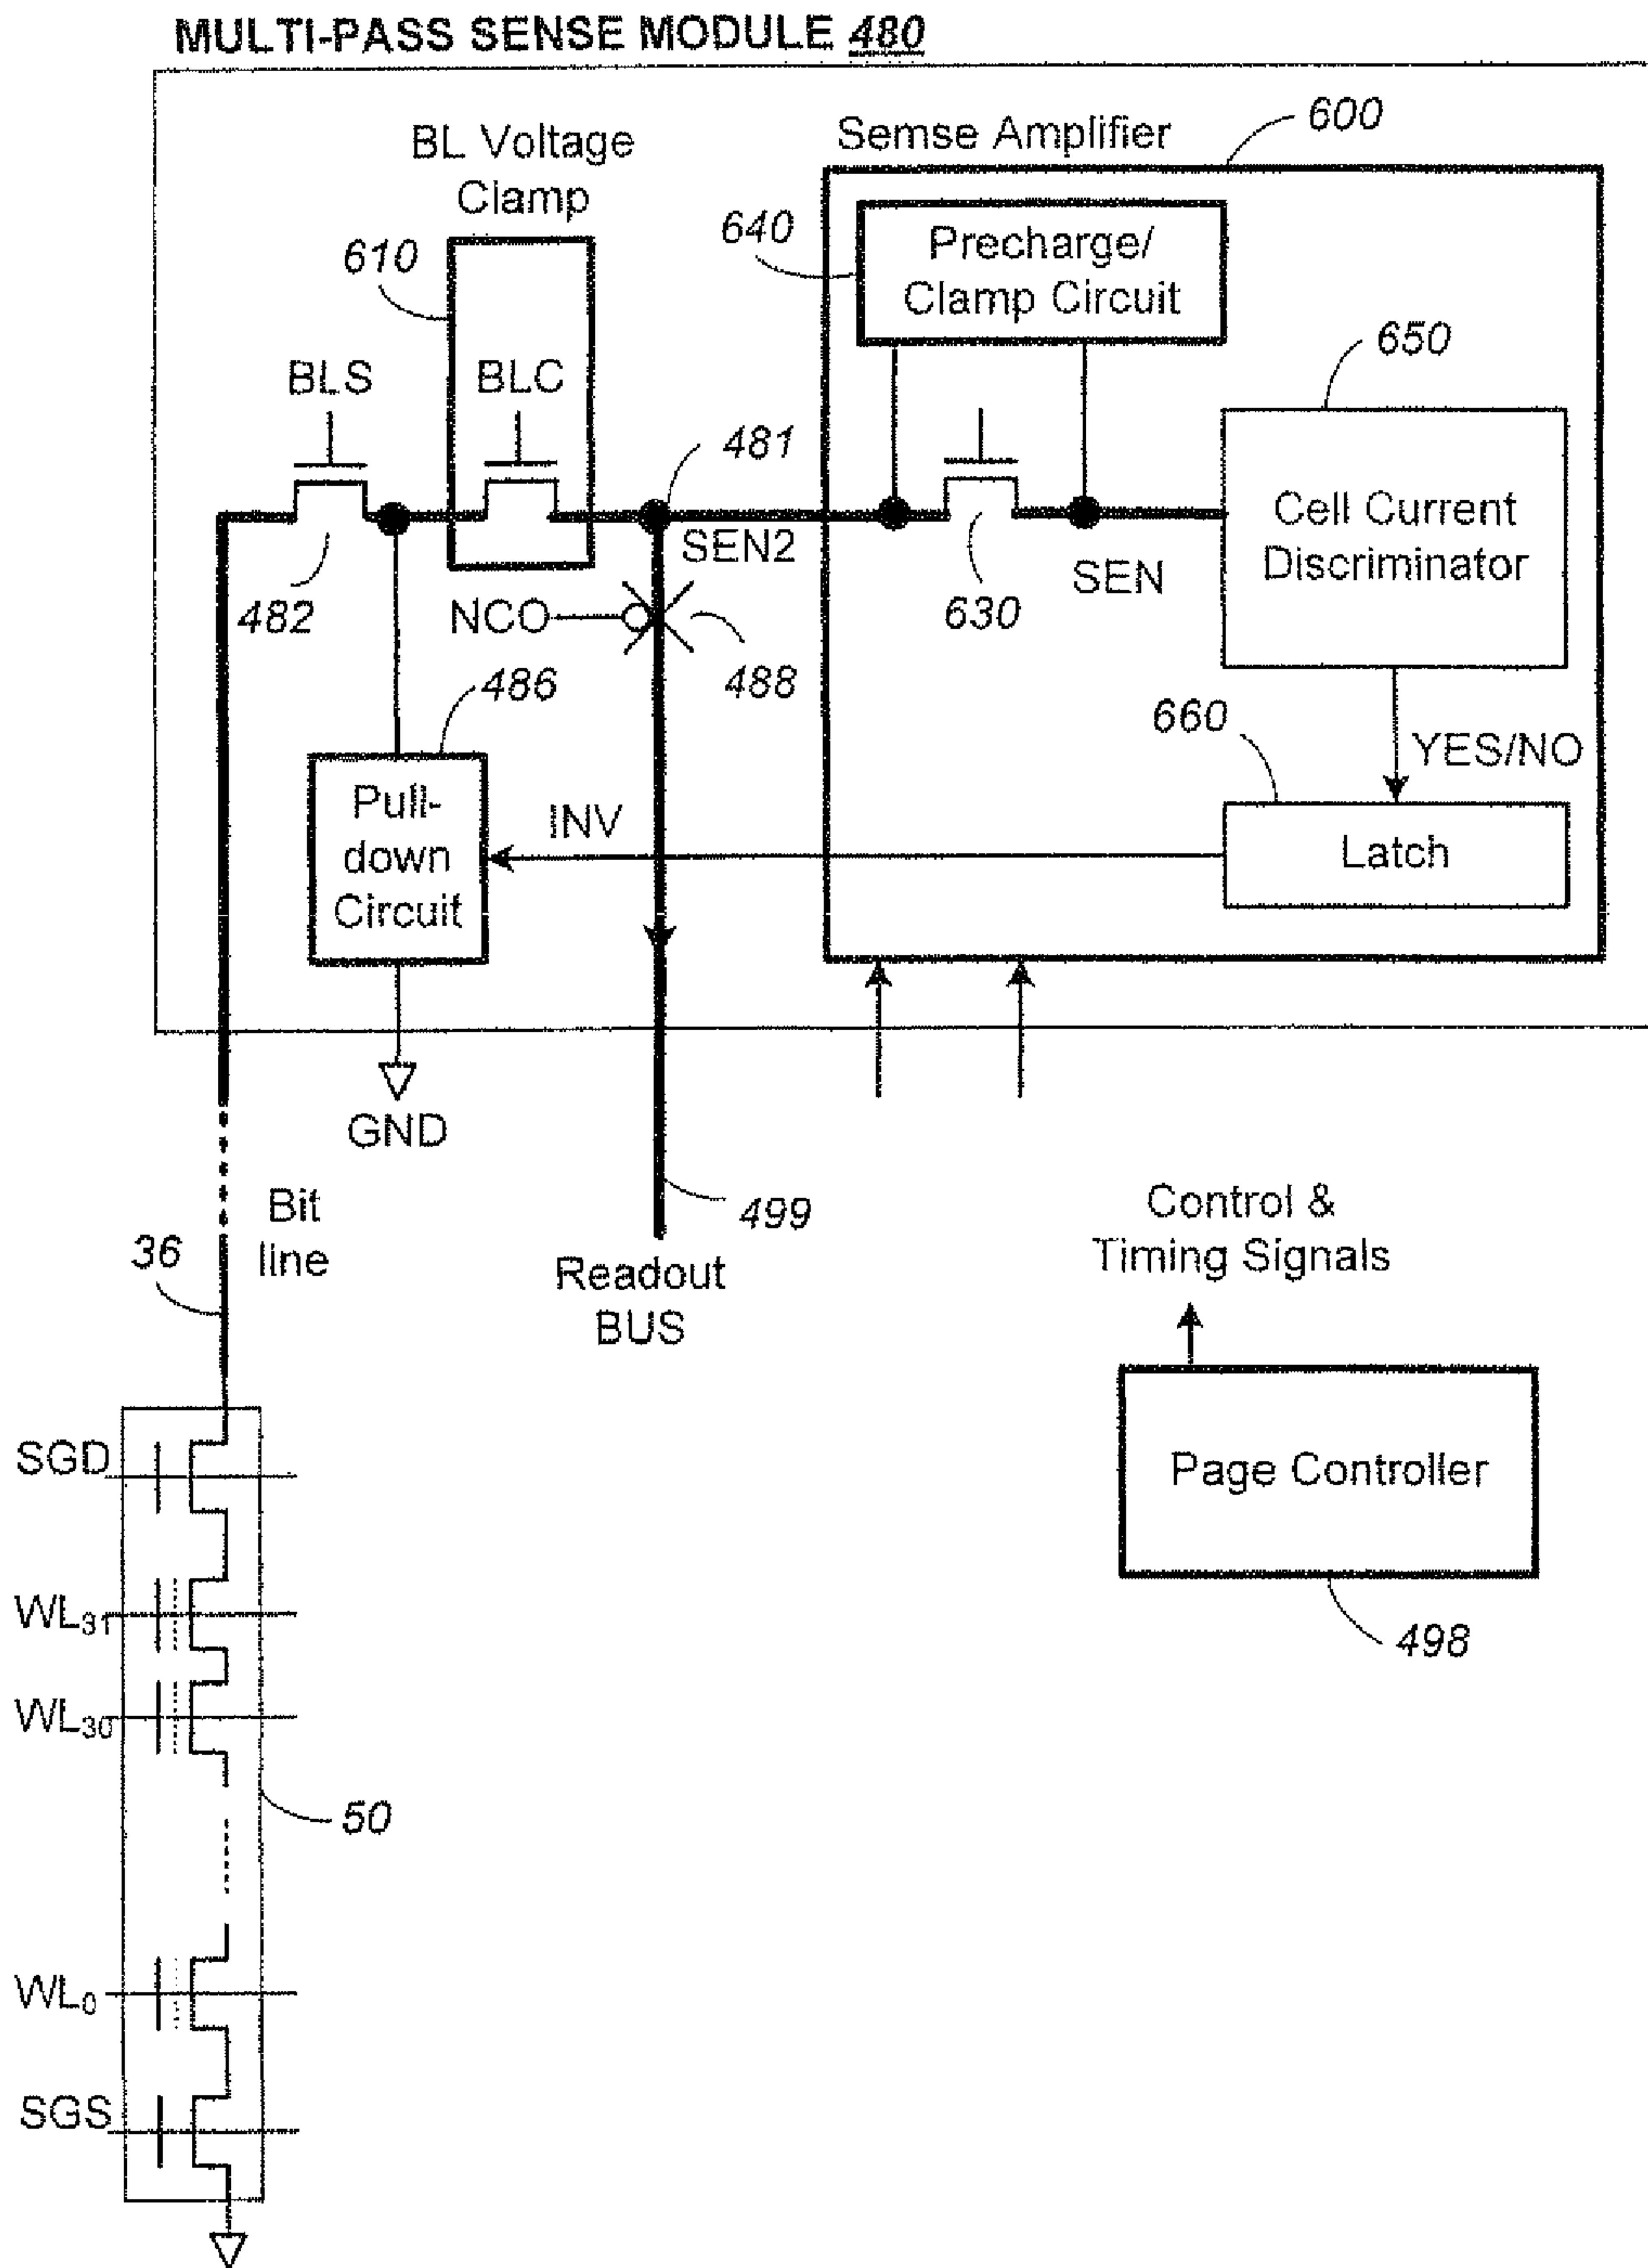 MULTI-PASS SENSE MODULE 480
BL Voltage
Clamp
610
BLS
BLC
482
481
SEN2
NCO
488
486
Pull-
down
Circuit
INV
GND
Semse Amplifier
600
640
Precharge/
Clamp Circuit
650
630
SEN
Cell Current
Discriminator
660
YES/NO
Latch
Bit
line
36
499
Readout
BUS
Control &
Timing Signals
Page Controller
498
SGD
WL31
WL30
50
WL0
SGS